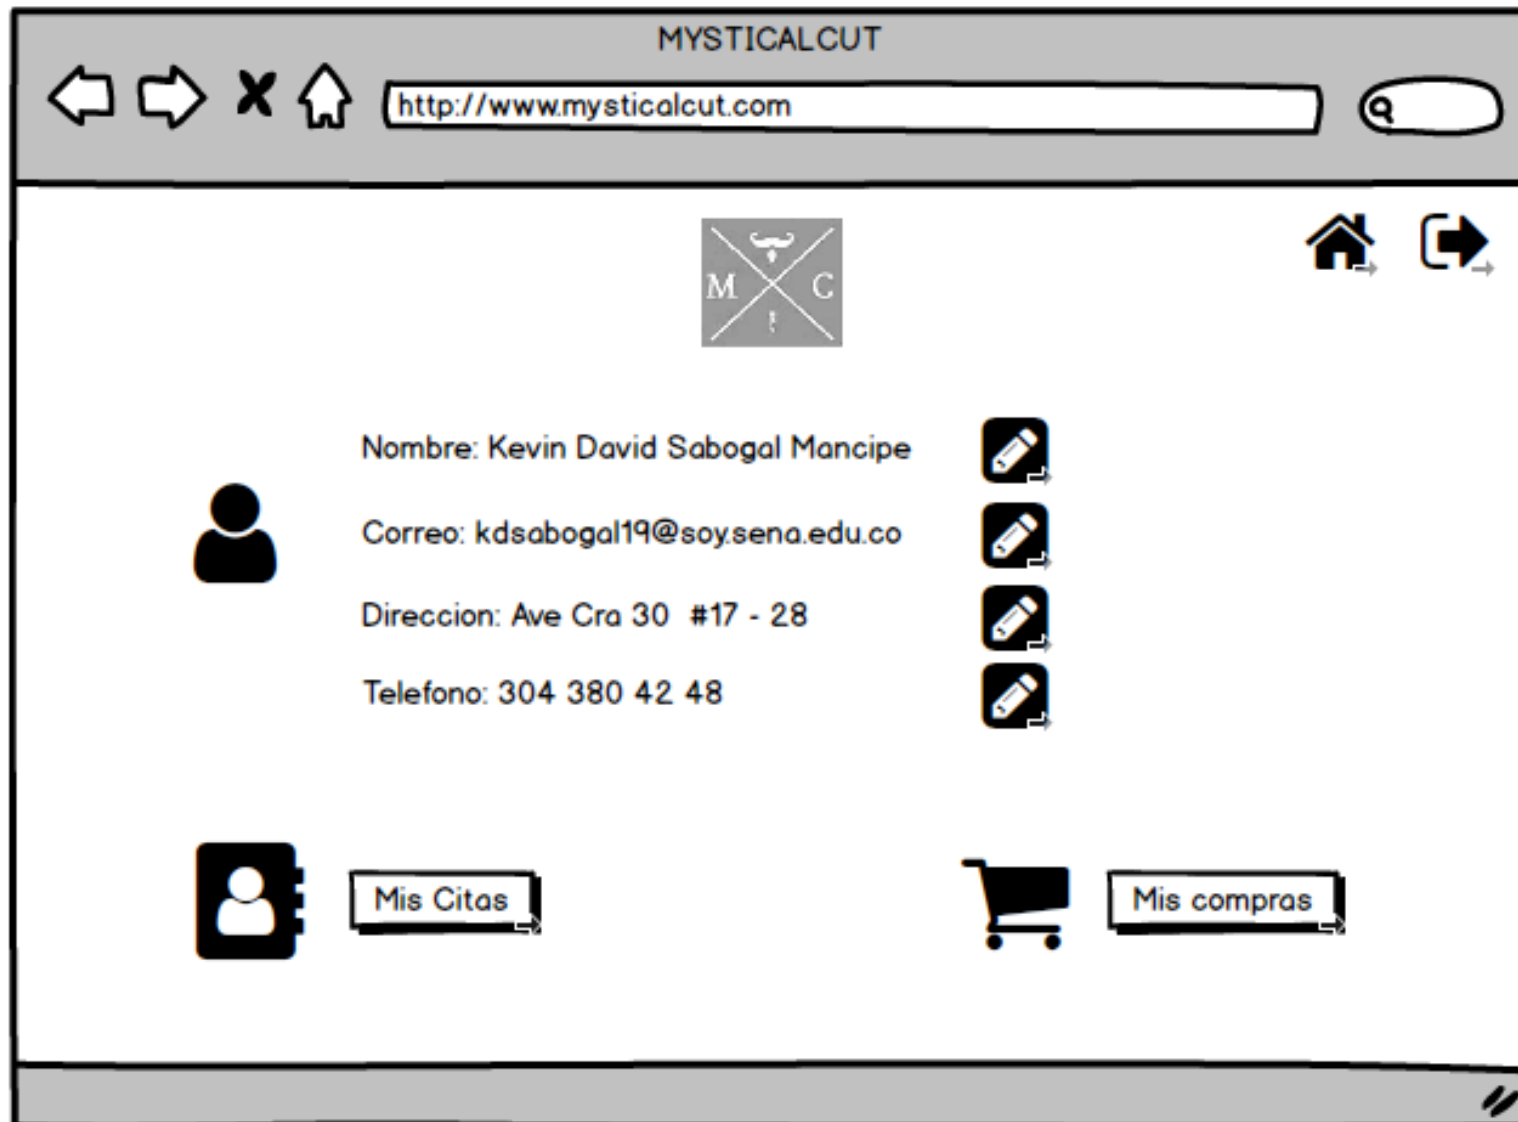 MYSTICALCUT
http://www.mysticalcut.com
M C
Nombre: Kevin David Sabogal Mancipe
Correo: kdsabogal19@soy.sena.edu.co
Direccion: Ave Cra 30 #17 - 28
Telefono: 304 380 42 48
Mis Citas
Mis compras